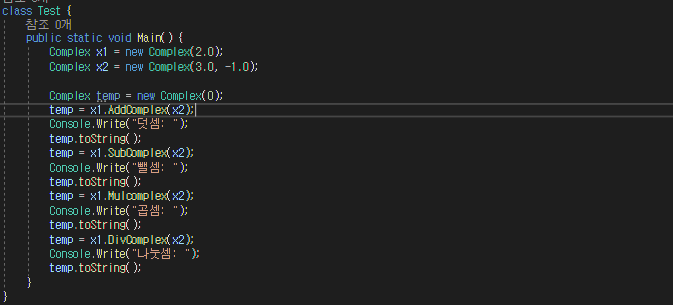 class Test {
참조 0개
public static void Main() {
Complex x1 = new Complex(2.0);
Complex x2 = new Complex(3.0, -1.0);
Complex temp = new Complex(0);
temp = x1.AddComplex(x2);
Console.Write("덧셈: ");
temp.toString();
temp = x1.SubComplex(x2);
Console.Write("뺄셈: ");
temp.toString();
temp = x1.Mulcomplex(x2);
Console.Write("곱셈: ");
temp.toString();
temp = x1.DivComplex(x2);
Console.Write("나눗셈: ");
temp.toString();
}
}